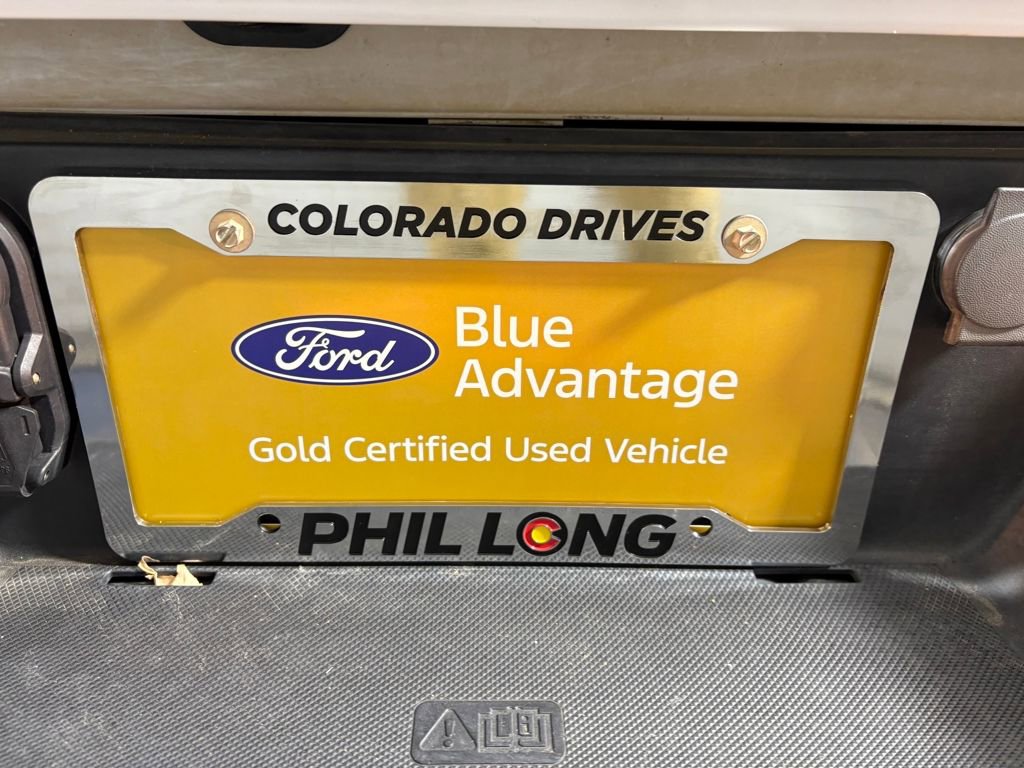 COLORADO DRIVES
Ford
Blue
Advantage
Gold Certified Used Vehicle
PHIL LONG